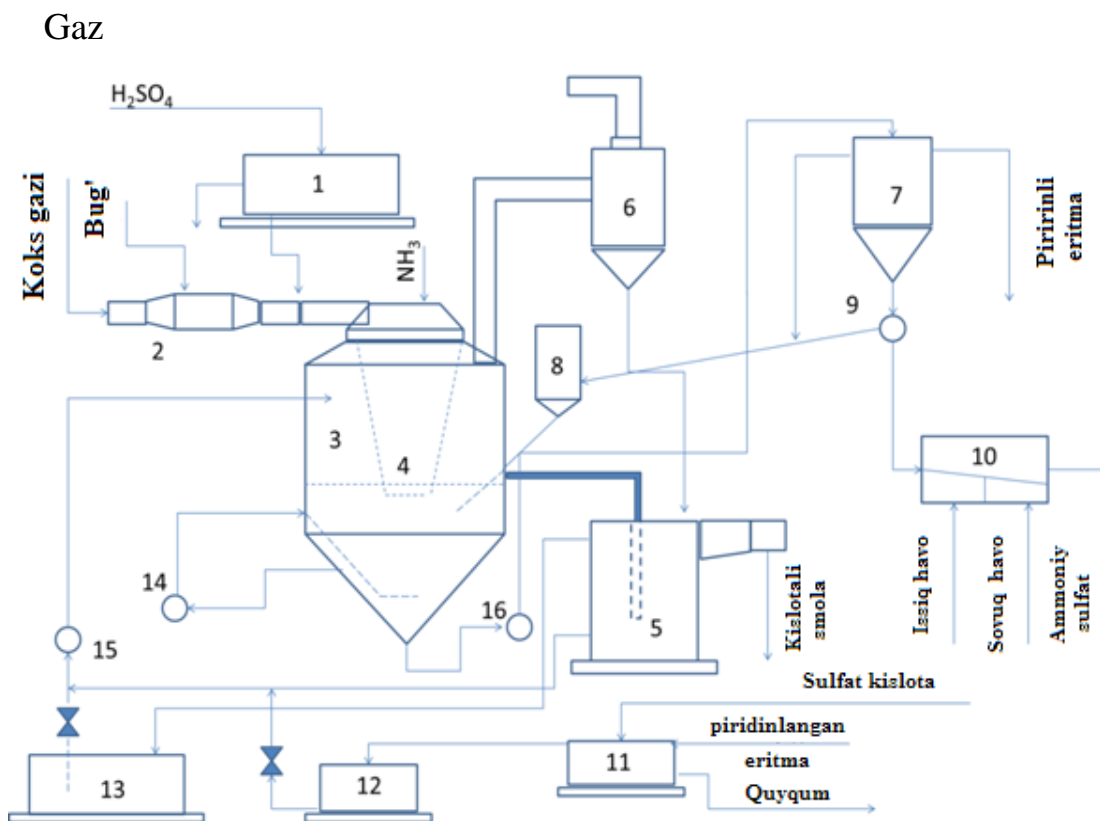 Gaz
H₂SO₄
Koks gazi
Bug'
1
2
NH₃
3
4
5
6
7
8
9
10
Piririnli
eritma
Issiq havo
Sovuq havo
Ammoniy
sulfat
Kislotali
smola
14
15
16
Sulfat kislota
piridinlangan
eritma
Quyqum
11
12
13